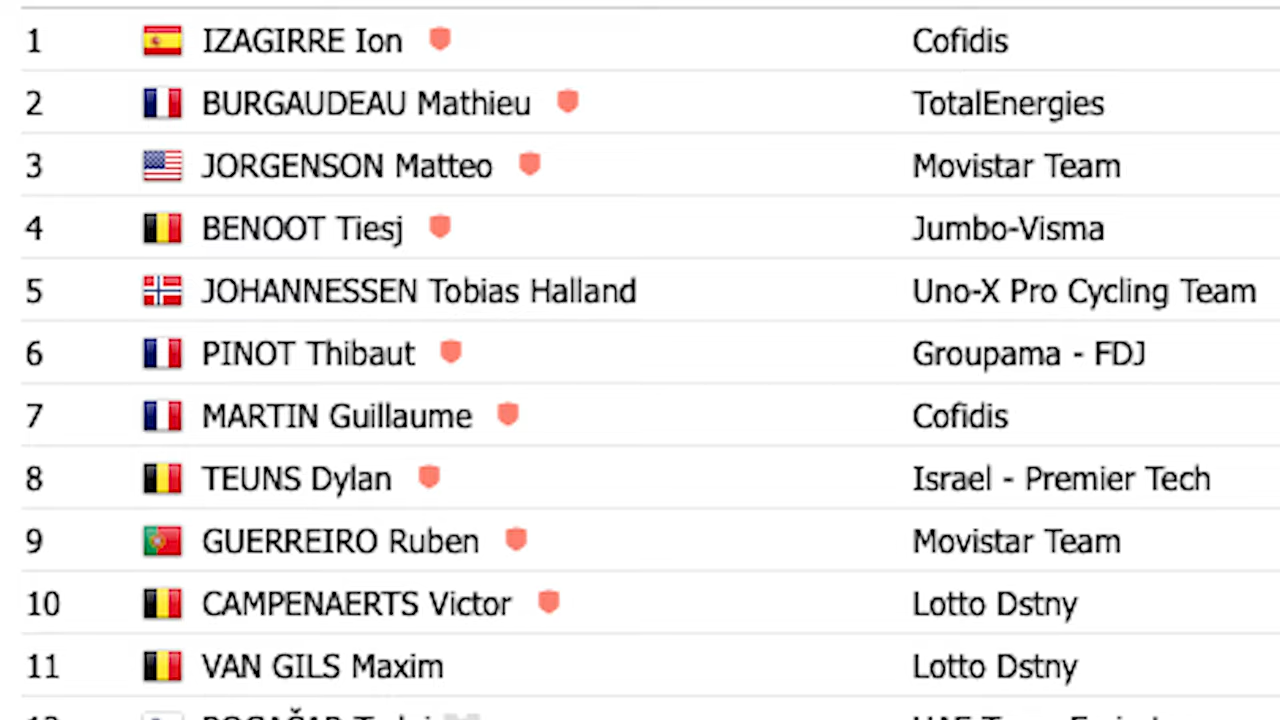 1 IZAGIRRE Ion Cofidis
2 BURGAUDEAU Mathieu TotalEnergies
3 JORGENSON Matteo Movistar Team
4 BENOOT Tiesj Jumbo-Visma
5 JOHANNESSEN Tobias Halland Uno-X Pro Cycling Team
6 PINOT Thibaut Groupama - FDJ
7 MARTIN Guillaume Cofidis
8 TEUNS Dylan Israel - Premier Tech
9 GUERREIRO Ruben Movistar Team
10 CAMPENAERTS Victor Lotto Dstny
11 VAN GILS Maxim Lotto Dstny